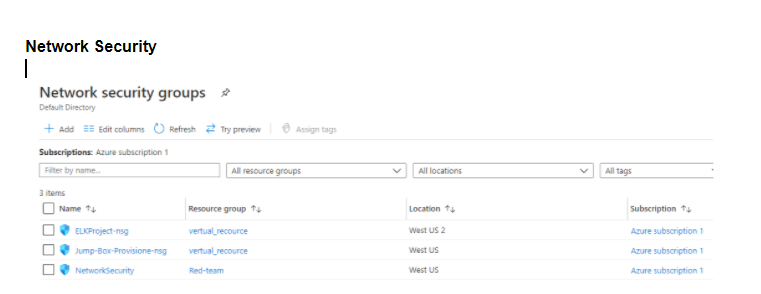 Network Security
Network security groups
Default Directory
Add Edit columns Refresh Try preview Assign tags
Subscriptions: Azure subscription 1
Filter by name... All resource groups All locations All tags
3 items
Name ↑↓ Resource group ↑↓ Location ↑↓ Subscription ↑↓
ELKProject-nsg vertual_recource West US 2 Azure subscription 1
Jump-Box-Provisione-nsg vertual_recource West US Azure subscription 1
NetworkSecurity Red-team West US Azure subscription 1